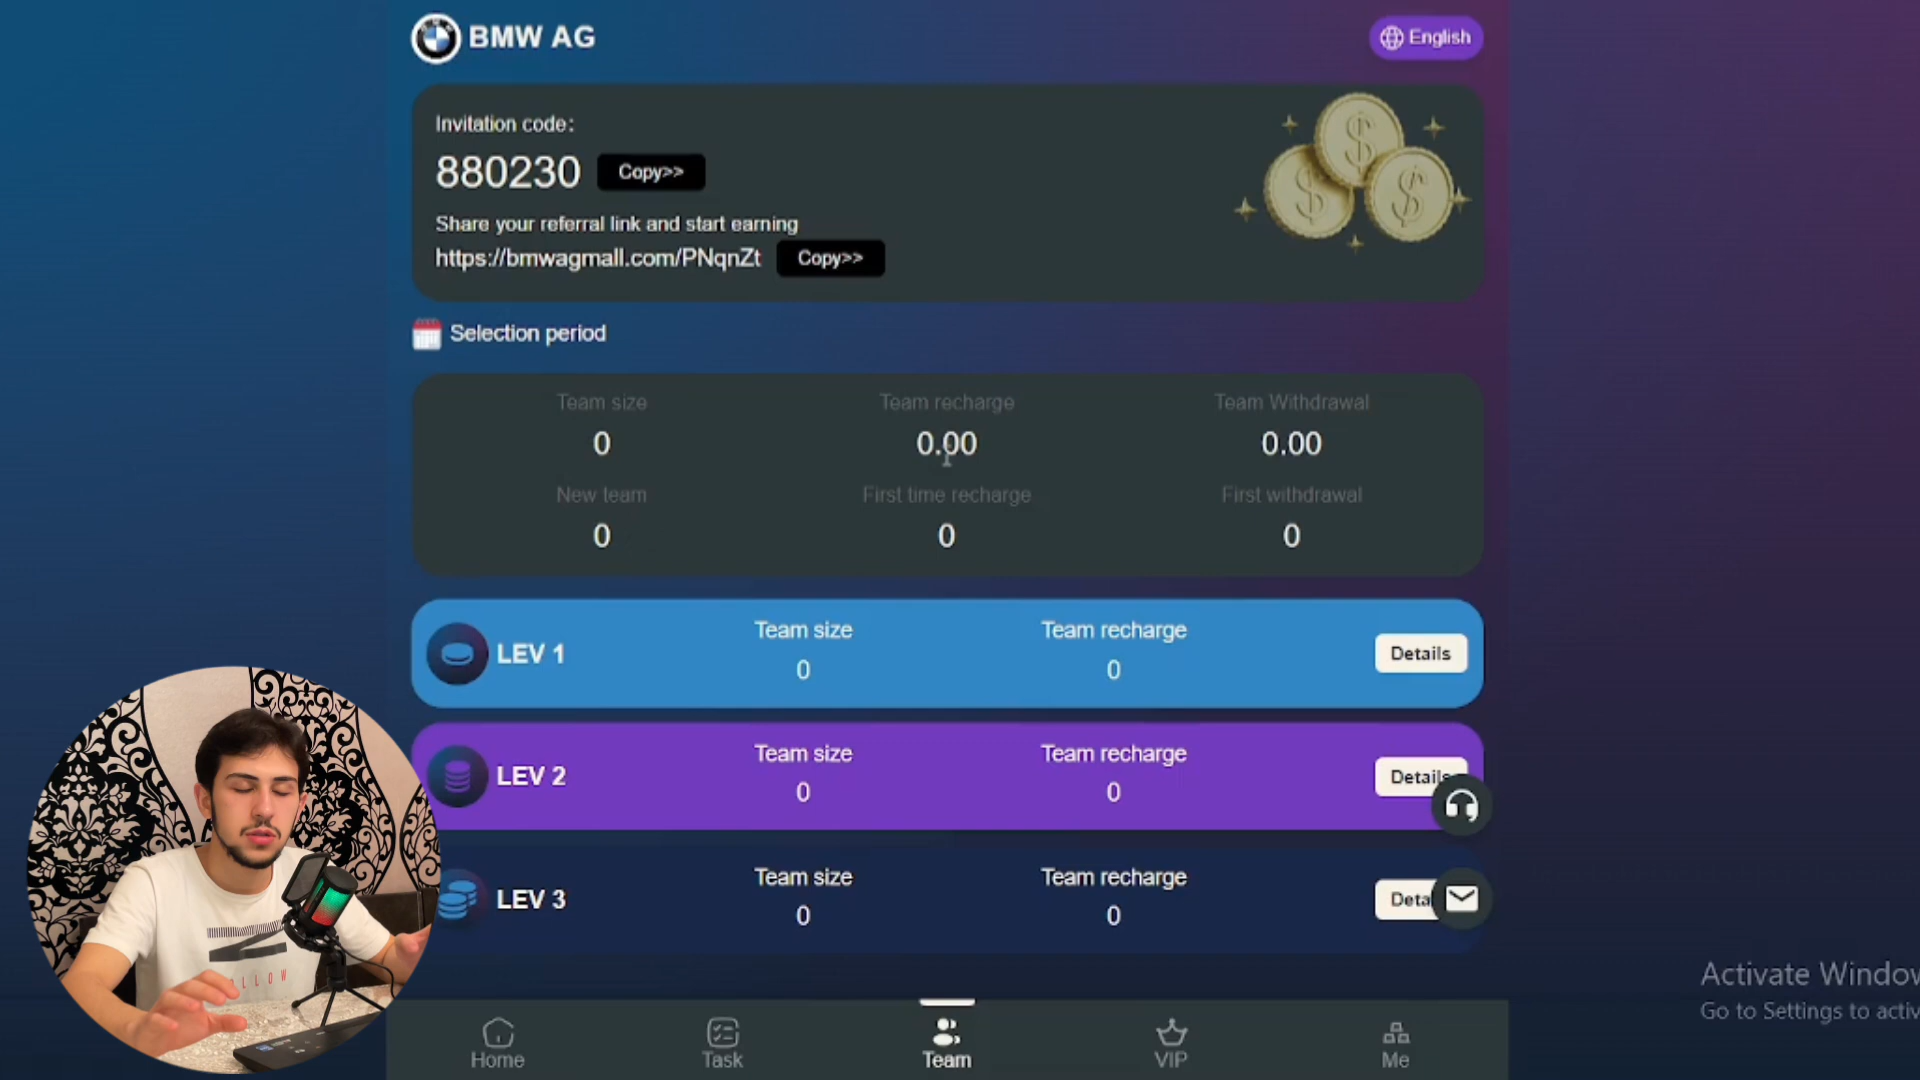 BMW AG
English
Invitation code:
880230 Copy>>
Share your referral link and start earning
https://bmwagmall.com/PNqnZt Copy>>
Selection period
Team size Team recharge Team Withdrawal
0 0.00 0.00
New team First time recharge First withdrawal
0 0 0
LEV 1 Team size Team recharge Details
0 0
LEV 2 Team size Team recharge Details
0 0
LEV 3 Team size Team recharge Deta
0 0
Activate Window
Go to Settings to activ
Home Task Team VIP Me